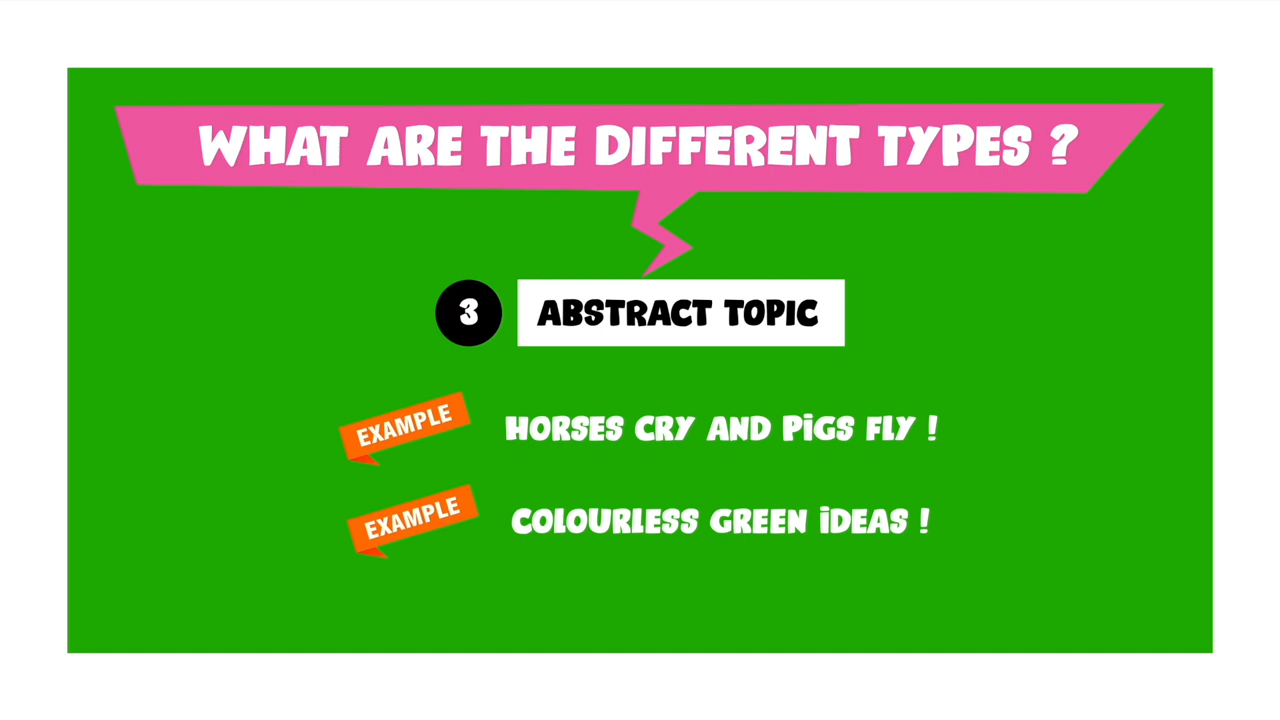 WHAT ARE THE DIFFERENT TYPES ?
3 ABSTRACT TOPIC
EXAMPLE HORSES CRY AND PiGS FLY !
EXAMPLE COLOURLESS GREEN iDEAS !